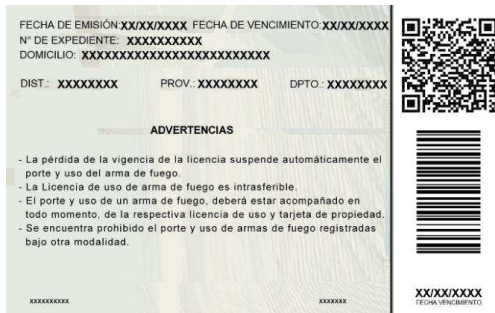 FECHA DE EMISIÓN:XX/XX/XXXX FECHA DE VENCIMIENTO:XX/XX/XXXX
N° DE EXPEDIENTE: XXXXXXXXXX
DOMICILIO: XXXXXXXXXXXXXXXXXXXXXXXXXX
DIST.: XXXXXXXX PROV.: XXXXXXXX DPTO.: XXXXXXXX
ADVERTENCIAS
- La pérdida de la vigencia de la licencia suspende automáticamente el
porte y uso del arma de fuego.
- La Licencia de uso de arma de fuego es intrasferible.
- El porte y uso de un arma de fuego, deberá estar acompañado en
todo momento, de la respectiva licencia de uso y tarjeta de propiedad.
- Se encuentra prohibido el porte y uso de armas de fuego registradas
bajo otra modalidad.
xxxxxxxxxx xxxxxxx
XX/XX/XXXX
FECHA VENCIMIENTO